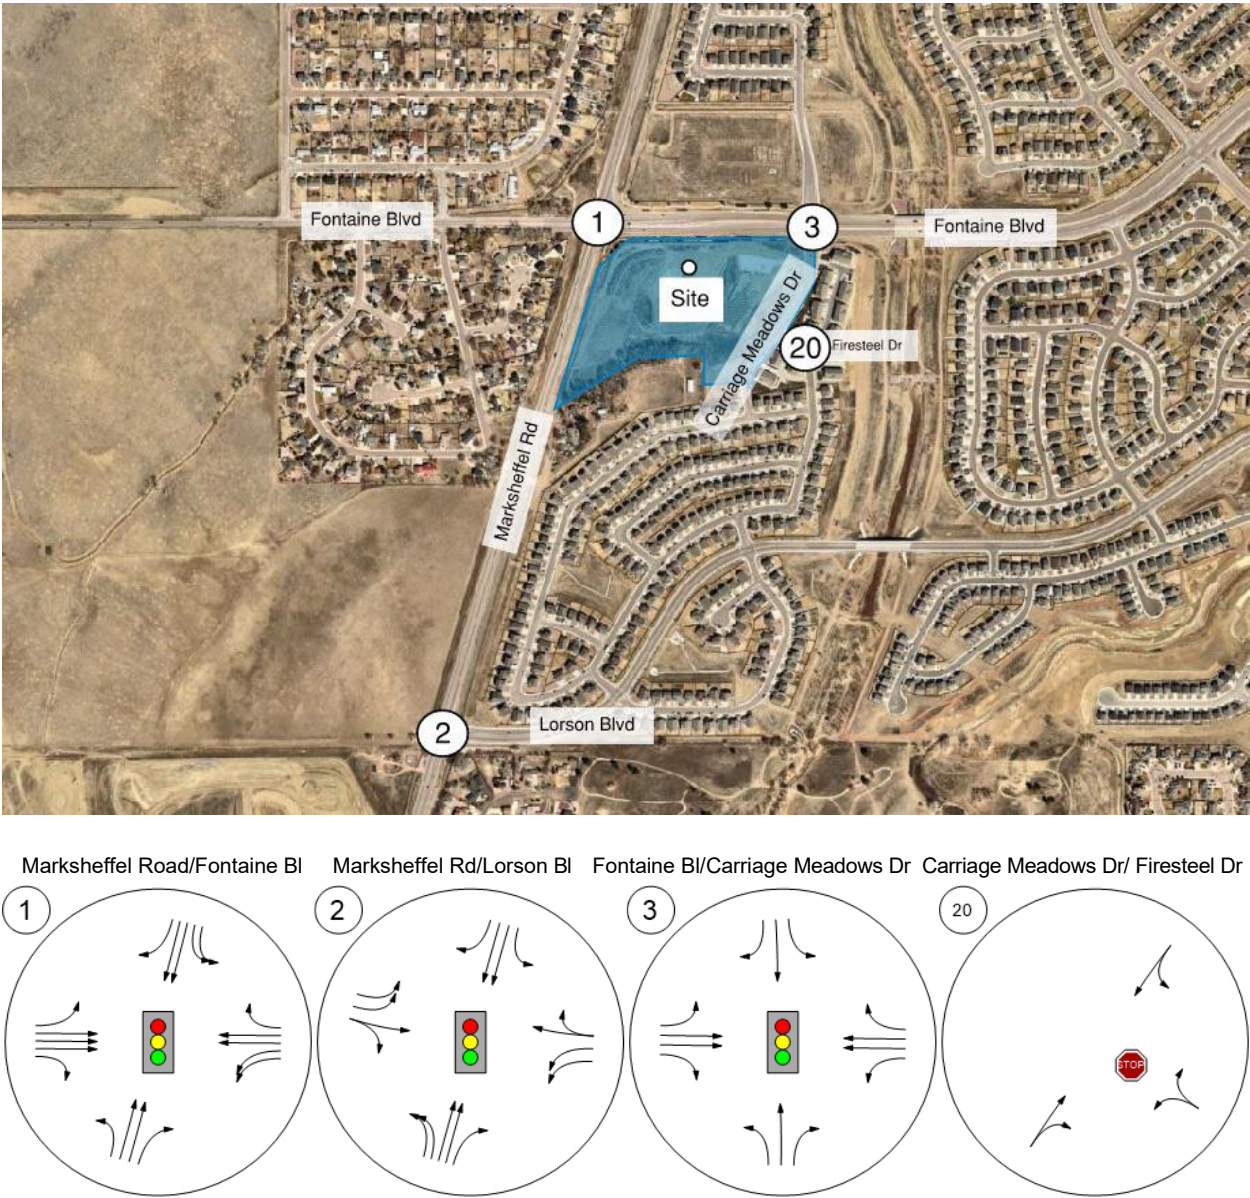 Fontaine Blvd
1
3
Fontaine Blvd
Site
Carriage Meadows Dr
20
Firesteel Dr
Marksheffel Rd
2
Lorson Blvd
Marksheffel Road/Fontaine Bl
Marksheffel Rd/Lorson Bl
Fontaine Bl/Carriage Meadows Dr
Carriage Meadows Dr/ Firesteel Dr
1
2
3
20
STOP